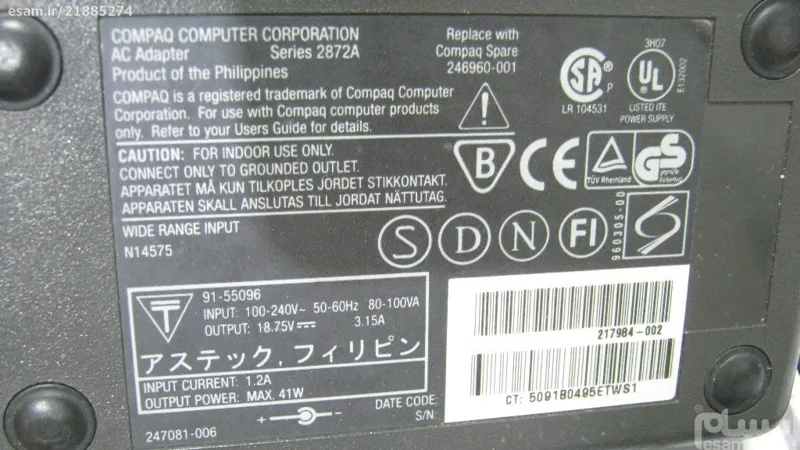 esam.ir/21885274
COMPAQ COMPUTER CORPORATION
AC Adapter Series 2872A
Product of the Philippines
Replace with
Compaq Spare
246960-001
COMPAQ is a registered trademark of Compaq Computer
Corporation. For use with Compaq computer products
only. Refer to your Users Guide for details.
CAUTION: FOR INDOOR USE ONLY.
CONNECT ONLY TO GROUNDED OUTLET.
APPARATET MÅ KUN TILKOPLES JORDET STIKKONTAKT.
APPARATEN SKALL ANSLUTAS TILL JORDAT NÄTTUTAG.
WIDE RANGE INPUT
N14575
SA P
LR 104531
3H07
UL
E132002
LISTED ITE
POWER SUPPLY
B
CE
TÜV Rheinland
GS
geprüfte
Sicherheit
S D N FI
960305-00
T
91-55096
INPUT: 100-240V~ 50-60Hz 80-100VA
OUTPUT: 18.75V⎓ 3.15A
アステック,フィリピン
INPUT CURRENT: 1.2A
OUTPUT POWER: MAX. 41W
DATE CODE:
S/N:
247081-006
+ -
217984-002
CT: 5091B0495ETWS1
ایسام
esam